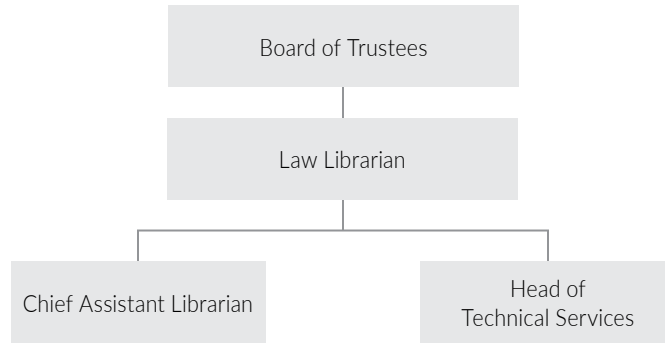 Board of Trustees
Law Librarian
Chief Assistant Librarian
Head of
Technical Services